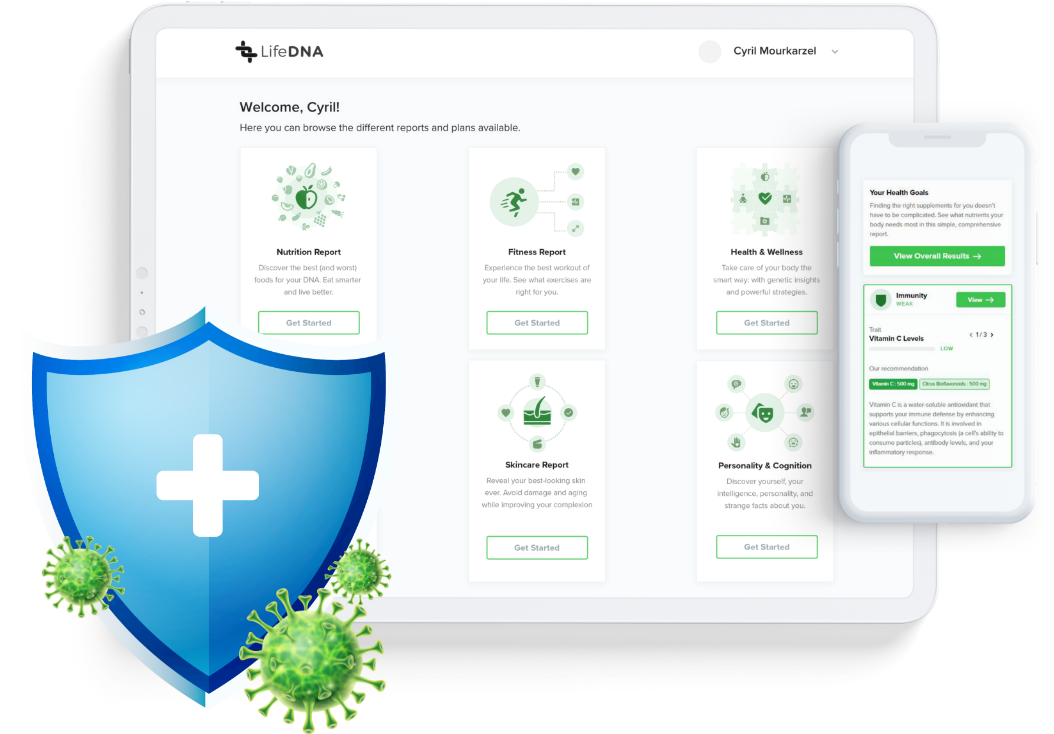 LifeDNA
Cyril Mourkarzel
Welcome, Cyril!
Here you can browse the different reports and plans available.
Nutrition Report
Discover the best (and worst)
foods for your DNA. Eat smarter
and live better.
Get Started
Fitness Report
Experience the best workout of
your life. See what exercises are
right for you.
Get Started
Health & Wellness
Take care of your body the
smart way: with genetic insights
and powerful strategies.
Get Started
Skincare Report
Reveal your best-looking skin
ever. Avoid damage and aging
while improving your complexion
Get Started
Personality & Cognition
Discover yourself, your
intelligence, personality, and
strange facts about you.
Get Started
Your Health Goals
Finding the right supplements for you doesn't
have to be complicated. See what nutrients your
body needs most in this simple, comprehensive
report.
View Overall Results →
Immunity
WEAK
View →
Trait
Vitamin C Levels
‹ 1/3 ›
LOW
Our recommendation
Vitamin C : 500 mg
Citrus Bioflavonoids : 500 mg
Vitamin C is a water-soluble antioxidant that
supports your immune defense by enhancing
various cellular functions. It is involved in
epithelial barriers, phagocytosis (a cell's ability to
consume particles), antibody levels, and your
inflammatory response.